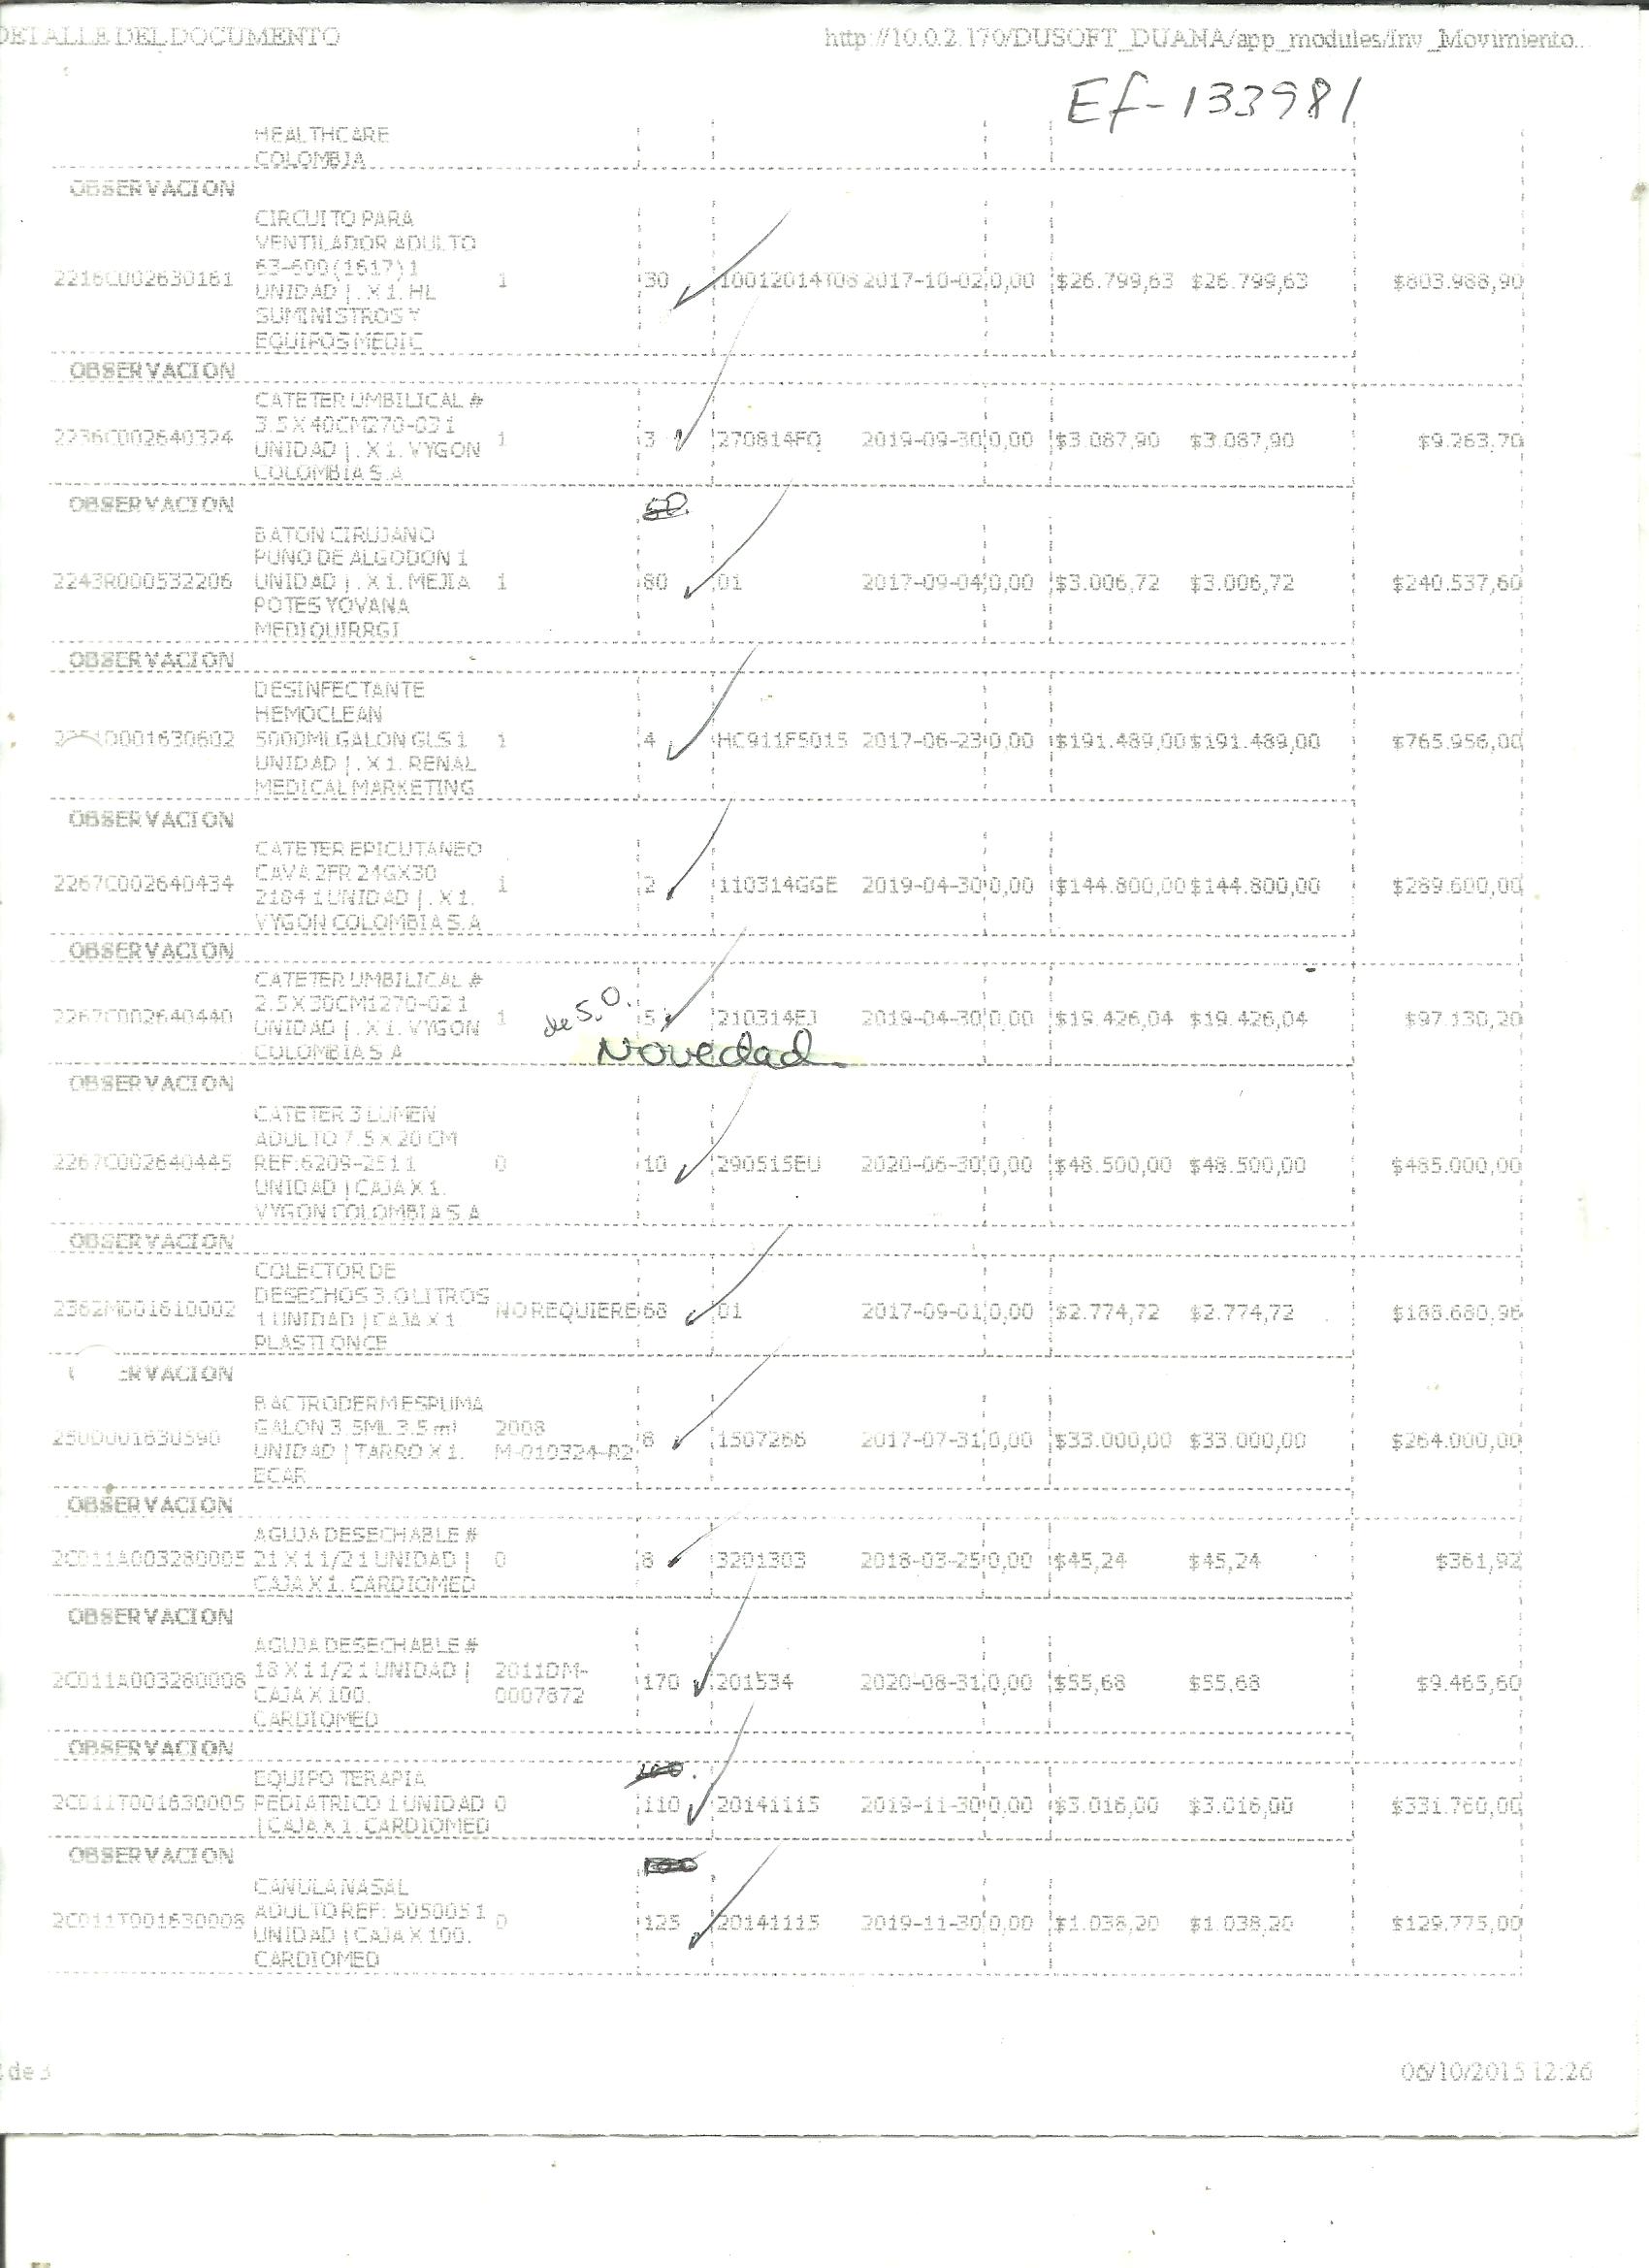 DETALLE DEL DOCUMENTO http://10.0.2.170/DUSOFT_DUANA/app_modules/Inv_Movimiento...
Ef-133981
HEALTHCARE
COLOMBIA
OBSERVACION
CIRCUITO PARA
VENTILADOR ADULTO
2216C002630161 63-600(1617) 1 1 30 10012014T08 2017-10-02 0,00 $26.799,63 $26.799,63 $803.988,90
UNIDAD | . X 1. HL
SUMINISTROS Y
EQUIPOS MEDIC
OBSERVACION
CATETER UMBILICAL #
3.5 X 40CM270-03 1
2236C002640324 1 3 270814FQ 2019-09-30 0,00 $3.087,90 $3.087,90 $9.263,70
UNIDAD | . X 1. VYGON
COLOMBIA S.A
OBSERVACION 50
BATON CIRUJANO
PUNO DE ALGODON 1
2243R000532206 UNIDAD | . X 1. MEJIA 1 80 01 2017-09-04 0,00 $3.006,72 $3.006,72 $240.537,60
POTES YOVANA
MEDIQUIRRGI
OBSERVACION
DESINFECTANTE
HEMOCLEAN
D001630602 5000MLGALON GLS 1 1 4 HC911F5015 2017-06-23 0,00 $191.489,00 $191.489,00 $765.956,00
UNIDAD | . X 1. RENAL
MEDICAL MARKETING
OBSERVACION
CATETER EPICUTANEO
CAVA 2FR 24GX30
2267C002640434 1 2 110314GGE 2019-04-30 0,00 $144.800,00 $144.800,00 $289.600,00
2184 1 UNIDAD | . X 1.
VYGON COLOMBIA S.A
OBSERVACION
CATETER UMBILICAL #
2.5 X 30CM1270-02 1
2267C002640440 1 de 5.0. 5 210314EJ 2019-04-30 0,00 $19.426,04 $19.426,04 $97.130,20
UNIDAD | . X 1. VYGON
COLOMBIA S.A Novedad
OBSERVACION
CATETER 3 LUMEN
ADULTO 7.5 X 20 CM
2267C002640445 REF:6209-251 1 0 10 290515EU 2020-06-30 0,00 $48.500,00 $48.500,00 $485.000,00
UNIDAD | CAJA X 1.
VYGON COLOMBIA S.A
OBSERVACION
COLECTOR DE
DESECHOS 3.0 LITROS
2362M001610002 NO REQUIERE 68 01 2017-09-01 0,00 $2.774,72 $2.774,72 $188.680,96
1 UNIDAD | CAJA X 1
PLASTI ONCE
ERVACION
BACTRODERM ESPUMA
GALON 3.5ML 3.5 ml 2008
250D001630590 8 1507266 2017-07-31 0,00 $33.000,00 $33.000,00 $264.000,00
UNIDAD | TARRO X 1. M-010324-R2
ECAR
OBSERVACION
AGUJA DESECHABLE #
2C011A003280005 21 X 1 1/2 1 UNIDAD | 0 8 3201303 2018-03-25 0,00 $45,24 $45,24 $361,92
CAJA X 1. CARDIOMED
OBSERVACION
AGUJA DESECHABLE #
18 X 1 1/2 1 UNIDAD | 2011DM-
2C011A003280008 170 201534 2020-08-31 0,00 $55,68 $55,68 $9.465,60
CAJA X 100. 0007872
CARDIOMED
OBSERVACION
EQUIPO TERAPIA
2C011T001630005 PEDIATRICO 1 UNIDAD 0 110 20141115 2019-11-30 0,00 $3.016,00 $3.016,00 $331.760,00
| CAJA X 1. CARDIOMED
OBSERVACION
CANULA NASAL
ADULTO REF: 505005 1
2C011T001630008 0 125 20141115 2019-11-30 0,00 $1.038,20 $1.038,20 $129.775,00
UNIDAD | CAJA X 100.
CARDIOMED
de 3 06/10/2015 12:26